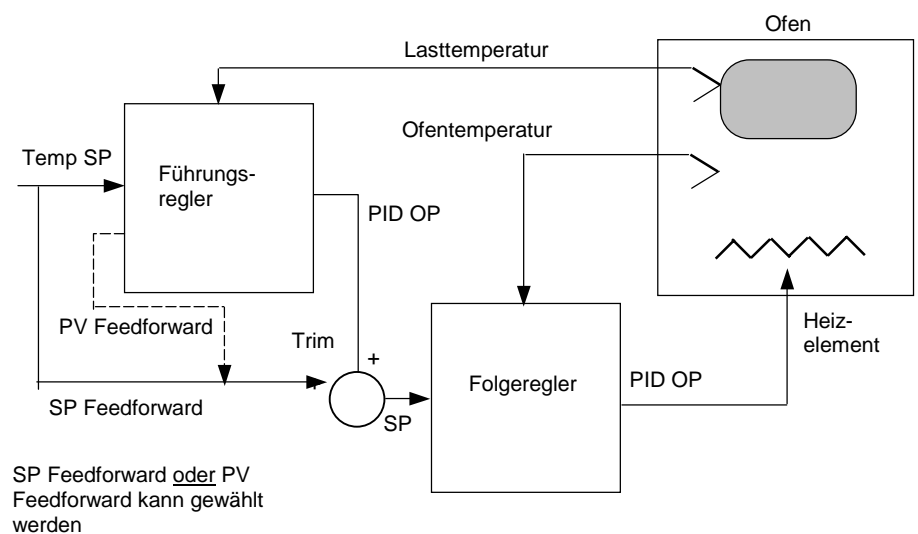 Ofen
Lasttemperatur
Ofentemperatur
Temp SP
Führungs-
regler
PID OP
PV Feedforward
Trim
+
+
SP Feedforward
SP
Folgeregler
PID OP
Heiz-
element
SP Feedforward oder PV
Feedforward kann gewählt
werden